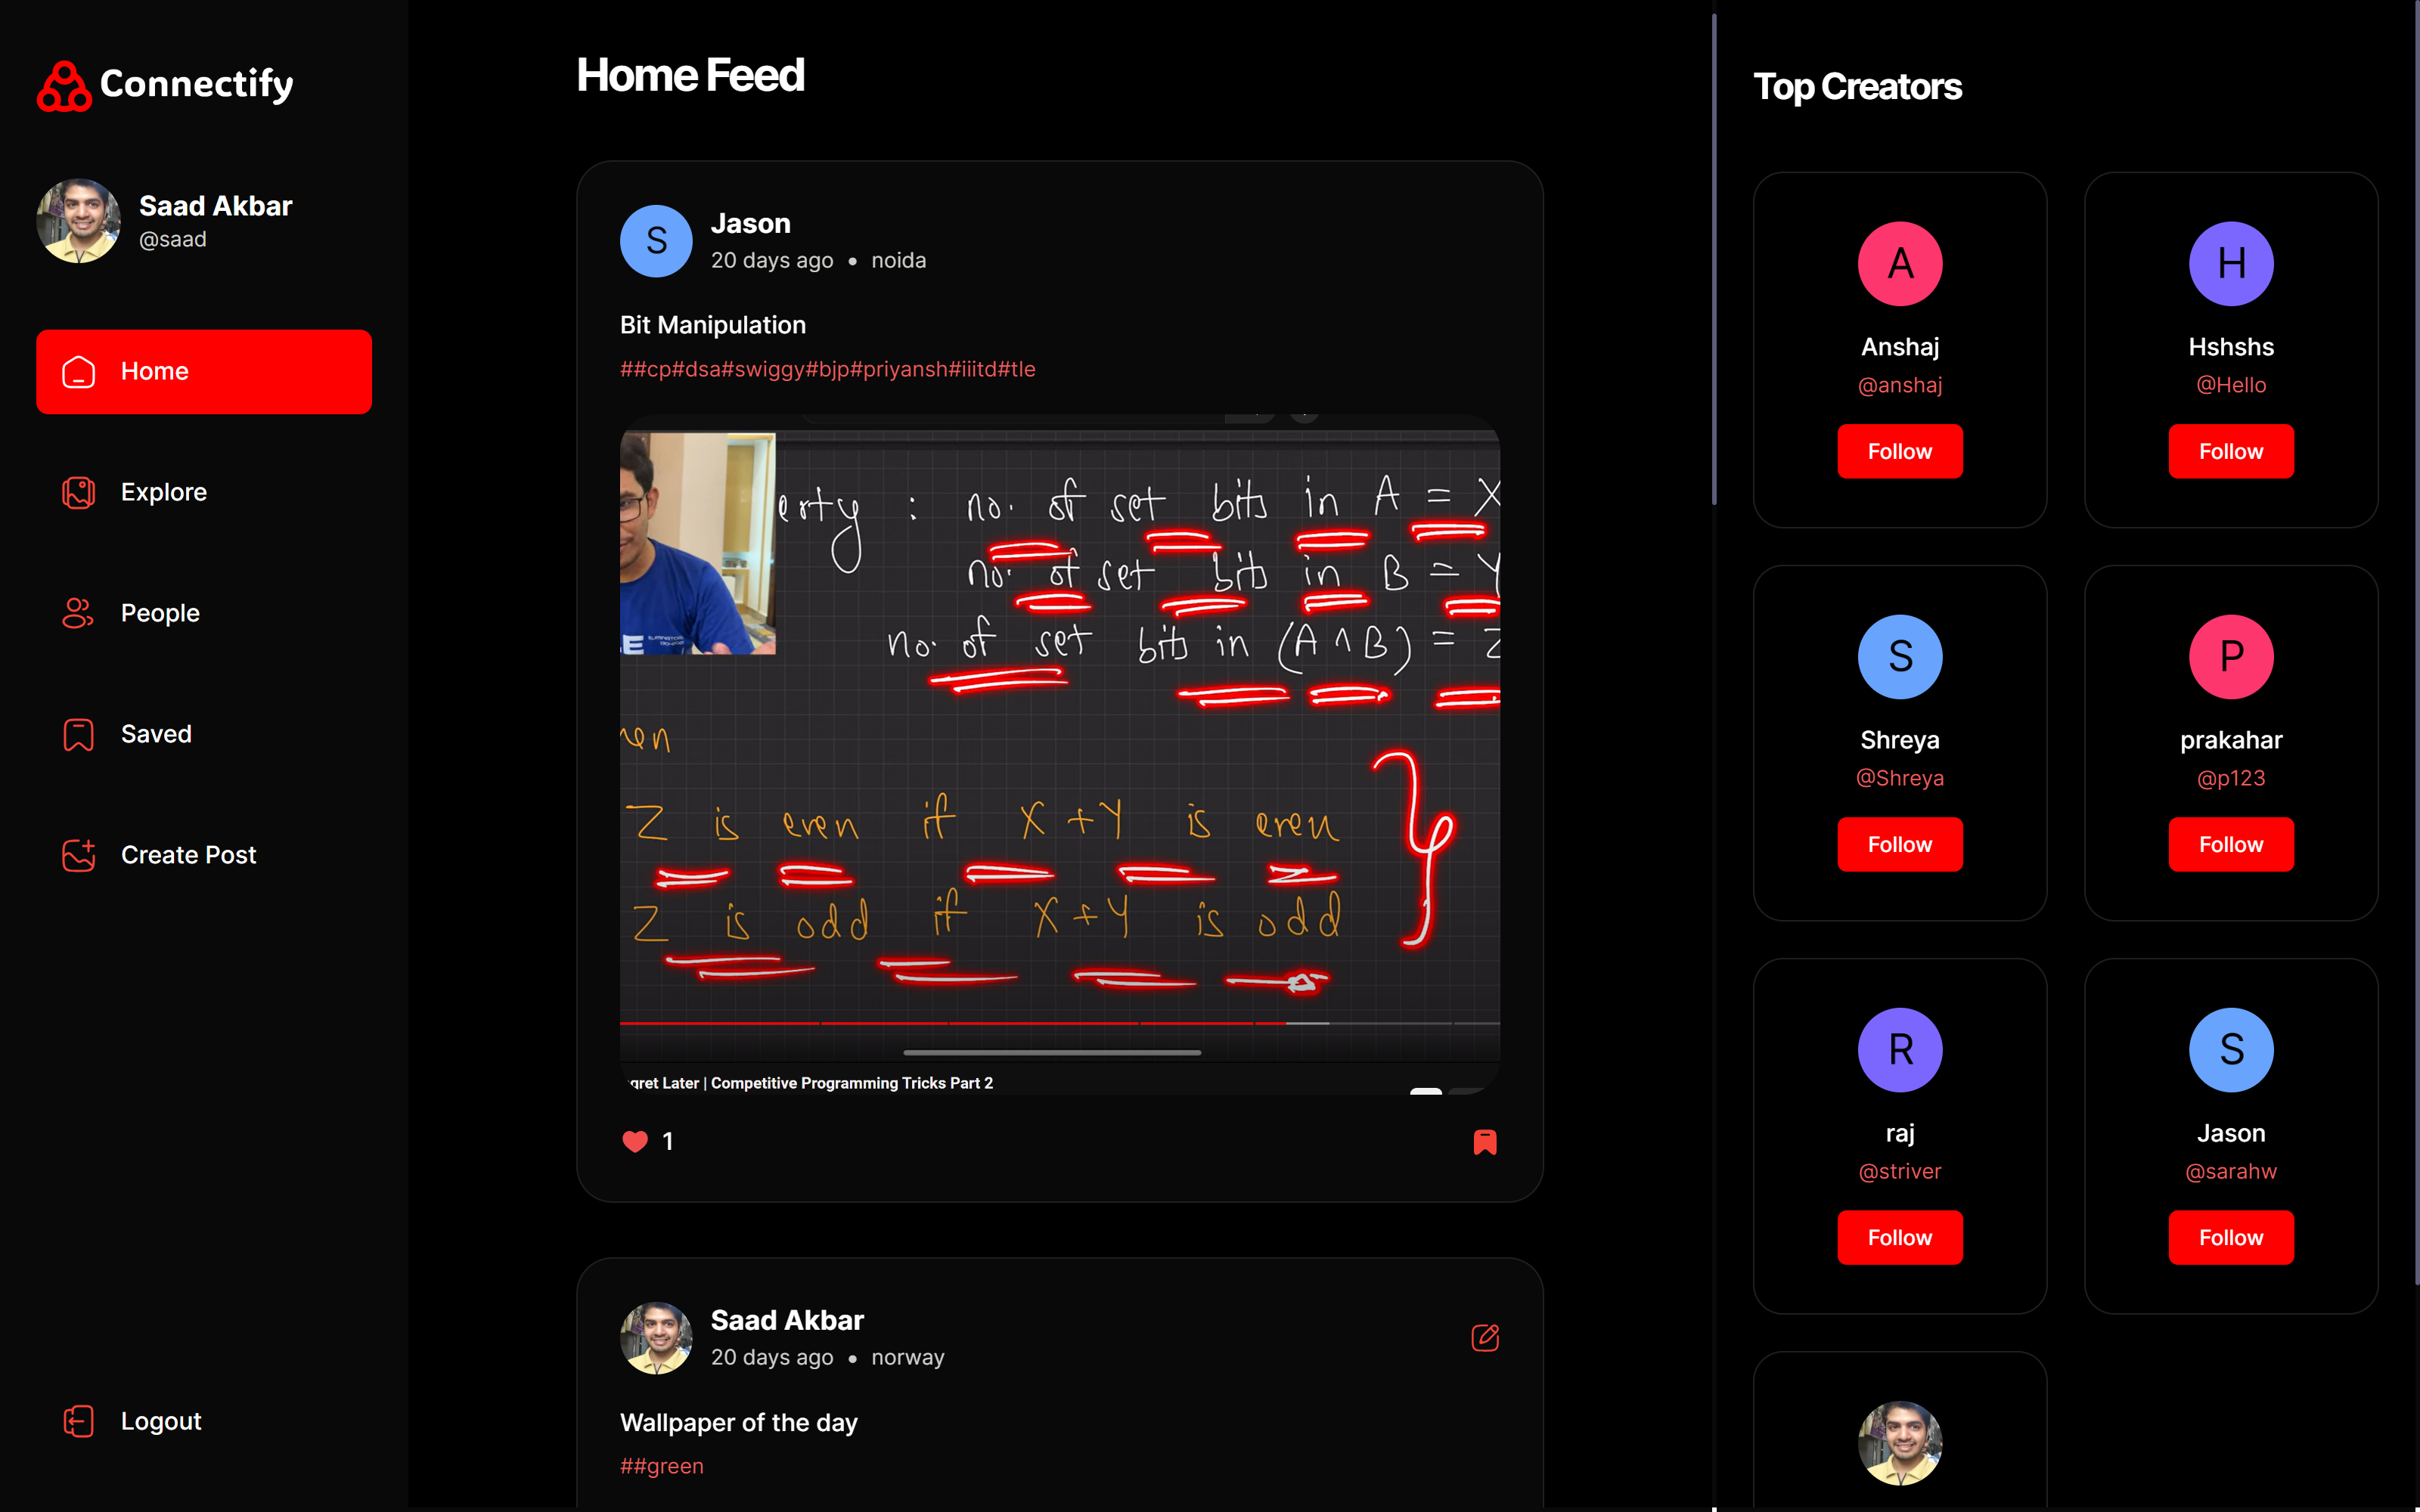 Connectify
Saad Akbar
@saad
Home
Explore
People
Saved
Create Post
Logout
Home Feed
S
Jason
20 days ago • noida
Bit Manipulation
##cp#dsa#swiggy#bjp#priyansh#iiitd#tle
erty : no. of set bits in A = X
no. of set bits in B = Y
no. of set bits in (A ^ B) = Z
E
en
Z is even if X + Y is even
Z is odd if X + Y is odd
gret Later | Competitive Programming Tricks Part 2
1
Saad Akbar
20 days ago • norway
Wallpaper of the day
##green
Top Creators
A
Anshaj
@anshaj
Follow
H
Hshshs
@Hello
Follow
S
Shreya
@Shreya
Follow
P
prakahar
@p123
Follow
R
raj
@striver
Follow
S
Jason
@sarahw
Follow